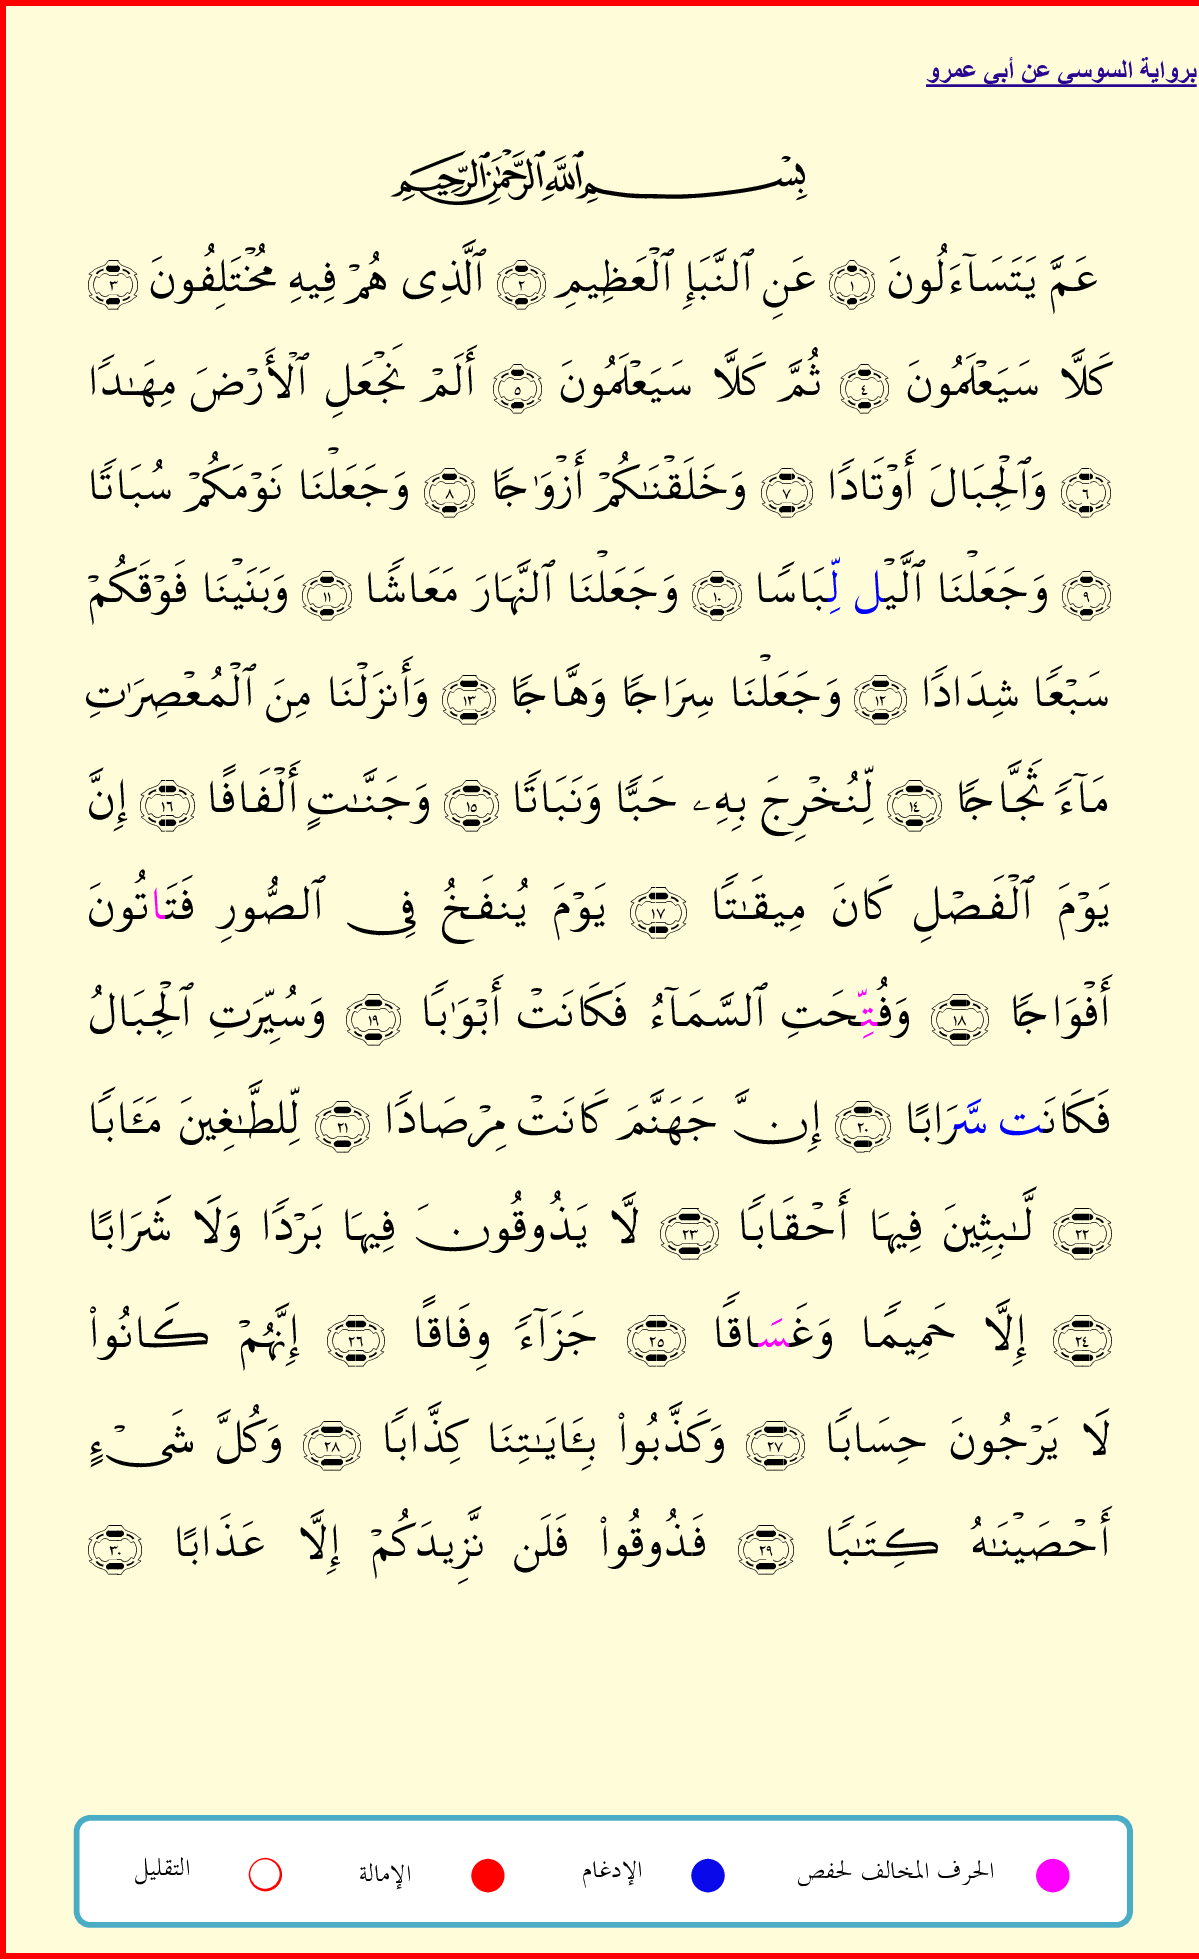 برواية السوسي عن أبي عمرو
بِسْمِ ٱللَّهِ ٱلرَّحْمَٰنِ ٱلرَّحِيمِ
عَمَّ يَتَسَآءَلُونَ ١ عَنِ ٱلنَّبَإِ ٱلْعَظِيمِ ٢ ٱلَّذِى هُمْ فِيهِ مُخْتَلِفُونَ ٣
كَلَّا سَيَعْلَمُونَ ٤ ثُمَّ كَلَّا سَيَعْلَمُونَ ٥ أَلَمْ نَجْعَلِ ٱلْأَرْضَ مِهَـٰدًا
٦ وَٱلْجِبَالَ أَوْتَادًا ٧ وَخَلَقْنَـٰكُمْ أَزْوَٰجًا ٨ وَجَعَلْنَا نَوْمَكُمْ سُبَاتًا
٩ وَجَعَلْنَا ٱلَّيْل لِّبَاسًا ١٠ وَجَعَلْنَا ٱلنَّهَارَ مَعَاشًا ١١ وَبَنَيْنَا فَوْقَكُمْ
سَبْعًا شِدَادًا ١٢ وَجَعَلْنَا سِرَاجًا وَهَّاجًا ١٣ وَأَنزَلْنَا مِنَ ٱلْمُعْصِرَٰتِ
مَآءً ثَجَّاجًا ١٤ لِّنُخْرِجَ بِهِۦ حَبًّا وَنَبَاتًا ١٥ وَجَنَّـٰتٍ أَلْفَافًا ١٦ إِنَّ
يَوْمَ ٱلْفَصْلِ كَانَ مِيقَـٰتًا ١٧ يَوْمَ يُنفَخُ فِى ٱلصُّورِ فَتَاتُونَ
أَفْوَاجًا ١٨ وَفُتِّحَتِ ٱلسَّمَآءُ فَكَانَتْ أَبْوَٰبًا ١٩ وَسُيِّرَتِ ٱلْجِبَالُ
فَكَانَت سَّرَابًا ٢٠ إِنَّ جَهَنَّمَ كَانَتْ مِرْصَادًا ٢١ لِّلطَّـٰغِينَ مَـَٔابًا
٢٢ لَّـٰبِثِينَ فِيهَا أَحْقَابًا ٢٣ لَّا يَذُوقُونَ فِيهَا بَرْدًا وَلَا شَرَابًا
٢٤ إِلَّا حَمِيمًا وَغَسَاقًا ٢٥ جَزَآءً وِفَاقًا ٢٦ إِنَّهُمْ كَانُوا۟
لَا يَرْجُونَ حِسَابًا ٢٧ وَكَذَّبُوا۟ بِـَٔايَـٰتِنَا كِذَّابًا ٢٨ وَكُلَّ شَىْءٍ
أَحْصَيْنَـٰهُ كِتَـٰبًا ٢٩ فَذُوقُوا۟ فَلَن نَّزِيدَكُمْ إِلَّا عَذَابًا ٣٠
الحرف المخالف لحفص الإدغام الإمالة التقليل